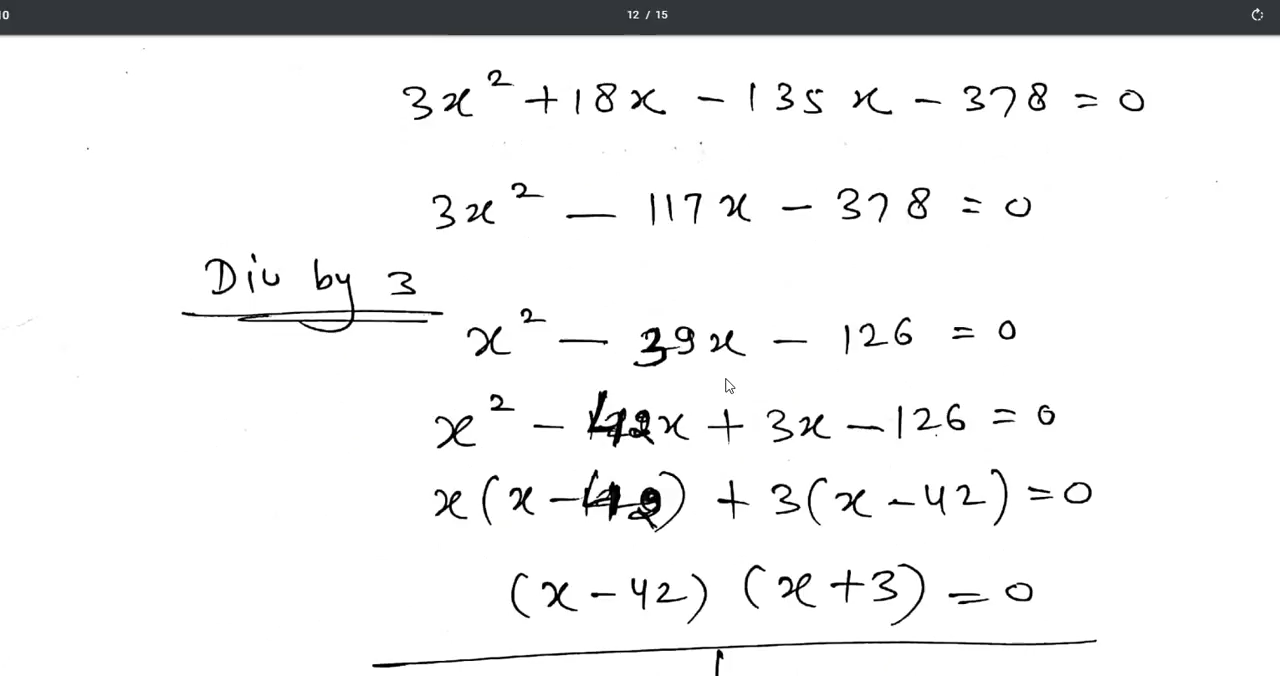 0
12 / 15
3x² + 18x - 135x - 378 = 0
3x² - 117x - 378 = 0
Div by 3
x² - 39x - 126 = 0
x² - 42x + 3x - 126 = 0
x(x - 42) + 3(x - 42) = 0
(x - 42) (x + 3) = 0